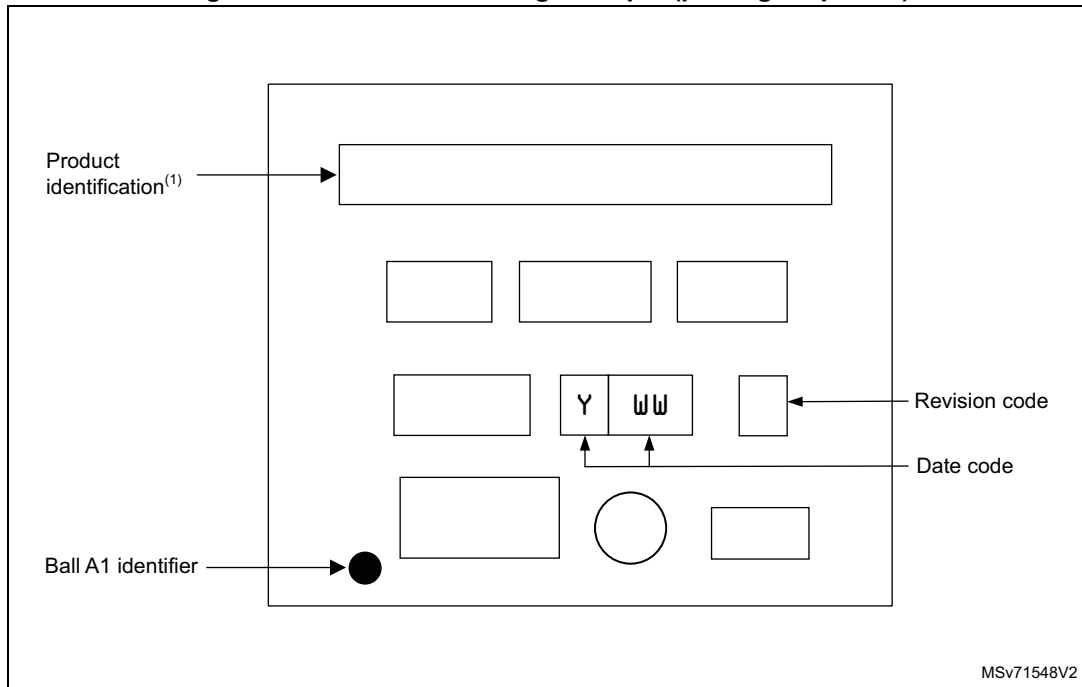 Product
identification(1)
Y WW
Revision code
Date code
Ball A1 identifier
MSv71548V2